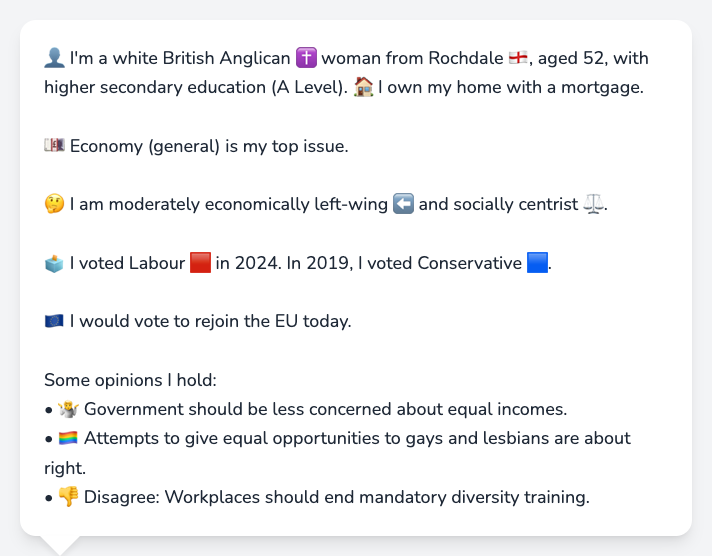 👤 I'm a white British Anglican ✝️ woman from Rochdale 🏴󠁧󠁢󠁥󠁮󠁧󠁿, aged 52, with
higher secondary education (A Level). 🏠 I own my home with a mortgage.
💷 Economy (general) is my top issue.
🤔 I am moderately economically left-wing ⬅️ and socially centrist ⚖️.
🗳️ I voted Labour 🟥 in 2024. In 2019, I voted Conservative 🟦.
🇪🇺 I would vote to rejoin the EU today.
Some opinions I hold:
• 🤷 Government should be less concerned about equal incomes.
• 🏳️‍🌈 Attempts to give equal opportunities to gays and lesbians are about
right.
• 👎 Disagree: Workplaces should end mandatory diversity training.